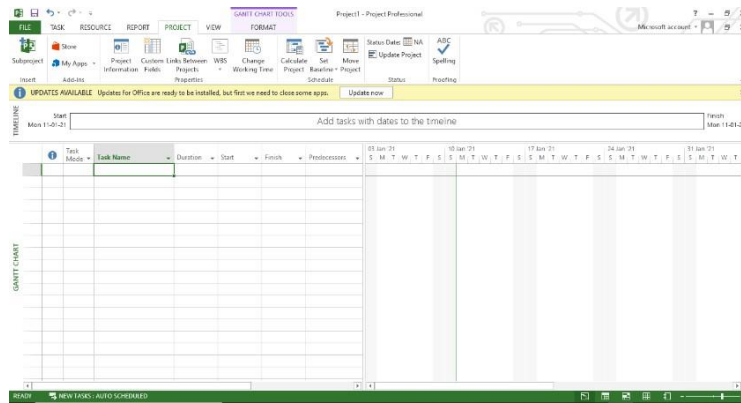 GANTT CHART TOOLS
Project1 - Project Professional
FILE TASK RESOURCE REPORT PROJECT VIEW FORMAT
Microsoft account
Subproject
Store
My Apps
Project Information
Custom Fields
Links Between Projects
WBS
Change Working Time
Calculate Project
Set Baseline
Move Project
Status Date: NA
Update Project
ABC
Spelling
Insert Add-Ins Properties Schedule Status Proofing
UPDATES AVAILABLE Updates for Office are ready to be installed, but first we need to close some apps. Update now
TIMELINE
Start
Mon 11-01-21
Add tasks with dates to the timeline
Finish
Mon 11-01-2
Task Mode Task Name Duration Start Finish Predecessors
03 Jan '21 10 Jan '21 17 Jan '21 24 Jan '21 31 Jan '21
S M T W T F S S M T W T F S S M T W T F S S M T W T F S S M T W T
GANTT CHART
READY NEW TASKS : AUTO SCHEDULED